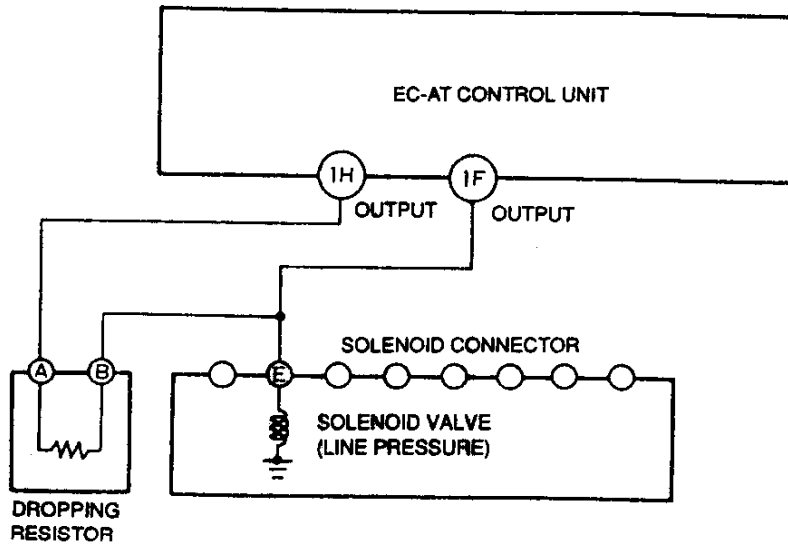 EC-AT CONTROL UNIT
1H
1F
OUTPUT
OUTPUT
SOLENOID CONNECTOR
A
B
E
SOLENOID VALVE
(LINE PRESSURE)
DROPPING
RESISTOR